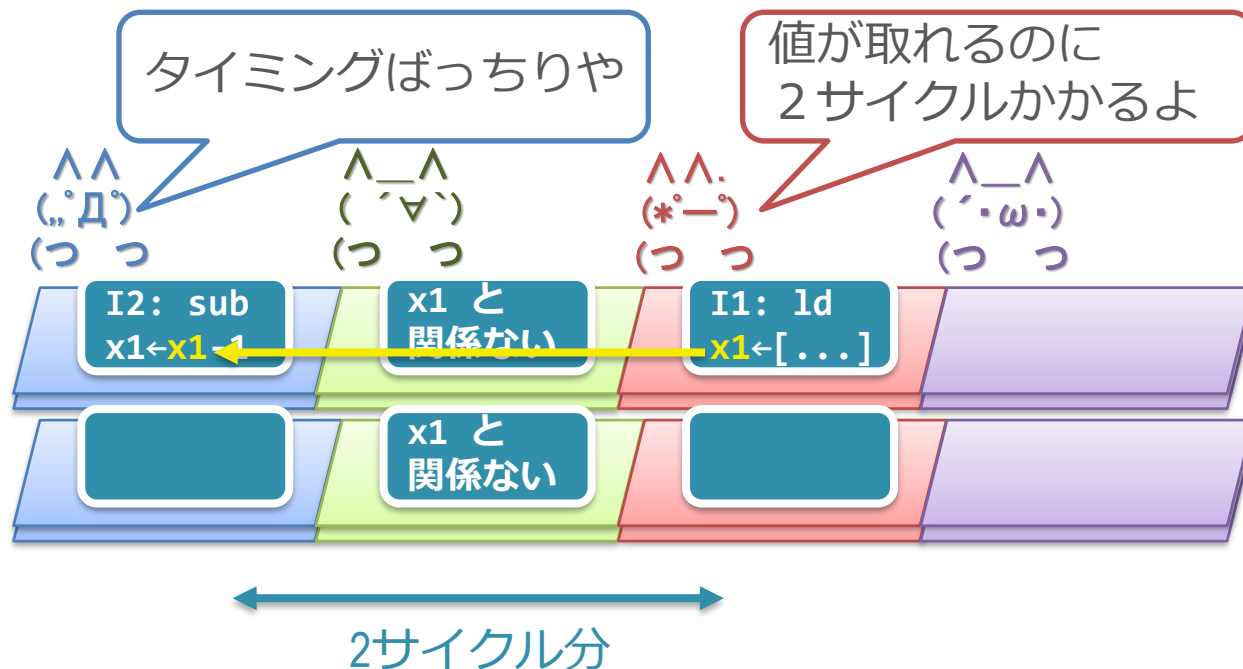 タイミングばっちりや
値が取れるのに
２サイクルかかるよ
∧∧
(,,ﾟДﾟ)
(つ　つ
∧＿∧
( ´∀`)
(つ　つ
∧∧.
(*ﾟーﾟ)
(つ　つ
∧＿∧
(´・ω・)
(つ　つ
I2: sub
x1←x1-1
x1 と
関係ない
I1: ld
x1←[...]
x1 と
関係ない
2サイクル分